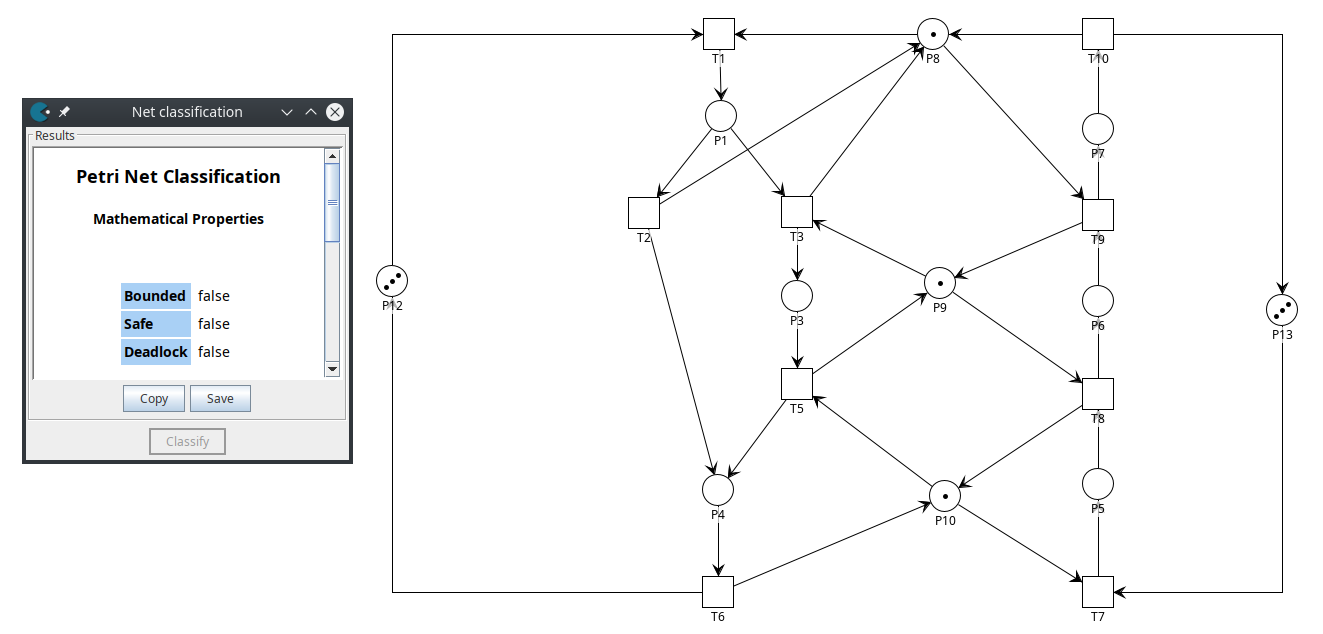 Net classification
Results
Petri Net Classification
Mathematical Properties
Bounded false
Safe false
Deadlock false
Copy Save
Classify
T1
P8
T10
P1
P7
T2
T3
T9
P12
P9
P3
P6
P13
T5
T8
P4
P10
P5
T6
T7